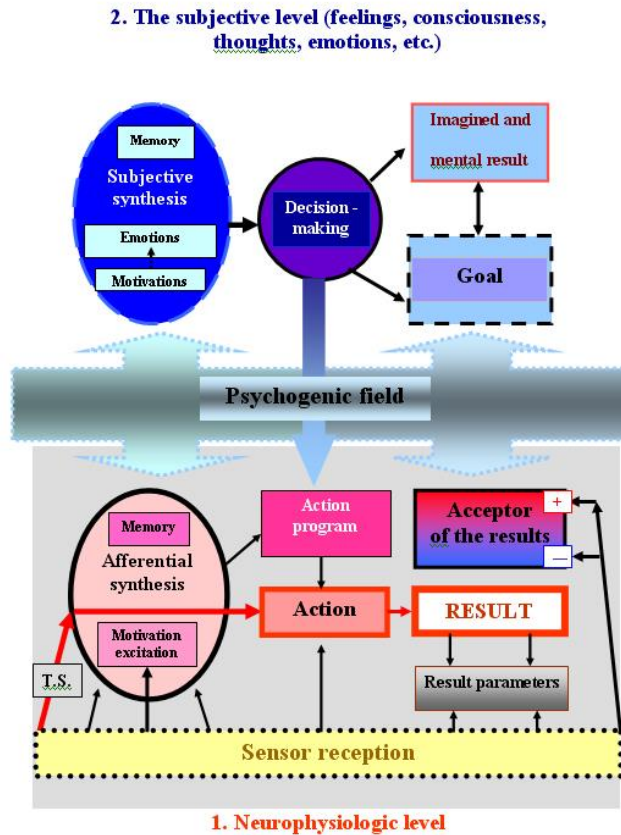 2. The subjective level (feelings, consciousness,
thoughts, emotions, etc.)
Memory
Subjective
synthesis
Emotions
Motivations
Decision -
making
Imagined and
mental result
Goal
Psychogenic field
Memory
Afferential
synthesis
Motivation
excitation
T.S.
Action
program
Action
Acceptor
of the results
+
—
RESULT
Result parameters
Sensor reception
1. Neurophysiologic level